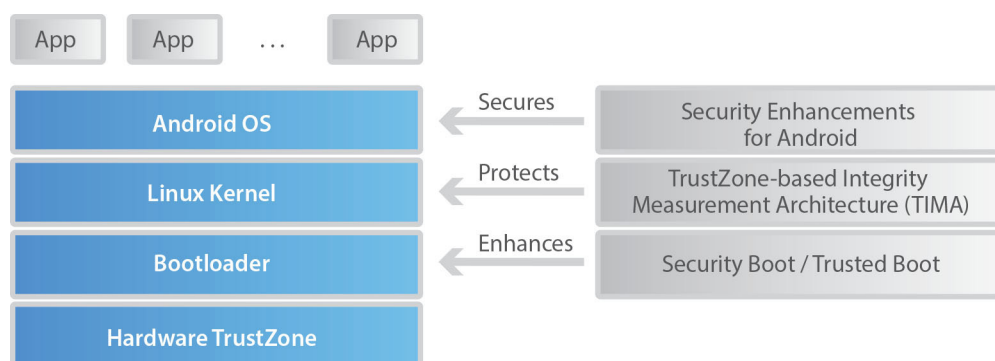 App
App
...
App
Android OS
Secures
Security Enhancements
for Android
Linux Kernel
Protects
TrustZone-based Integrity
Measurement Architecture (TIMA)
Bootloader
Enhances
Security Boot / Trusted Boot
Hardware TrustZone